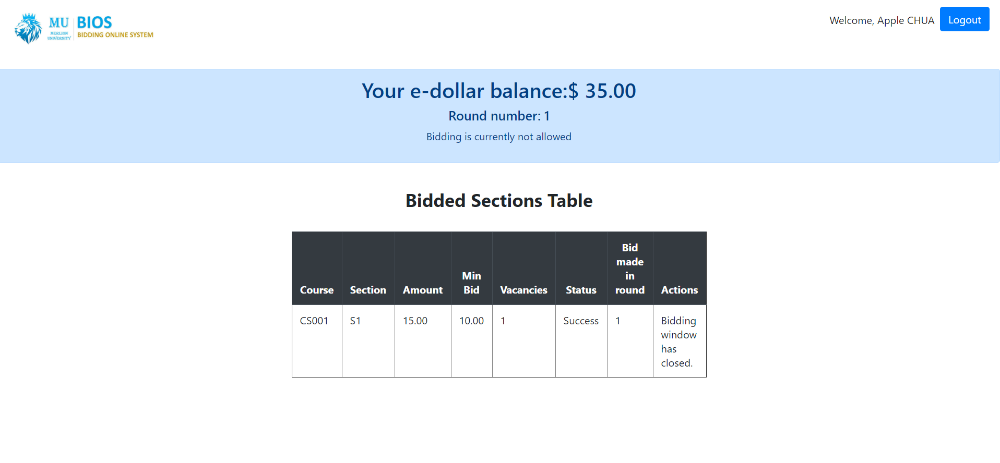 MU
MERLION
UNIVERSITY
BIOS
BIDDING ONLINE SYSTEM
Welcome, Apple CHUA
Logout
Your e-dollar balance:$ 35.00
Round number: 1
Bidding is currently not allowed
Bidded Sections Table
Course Section Amount Min Bid Vacancies Status Bid made in round Actions
CS001 S1 15.00 10.00 1 Success 1 Bidding window has closed.